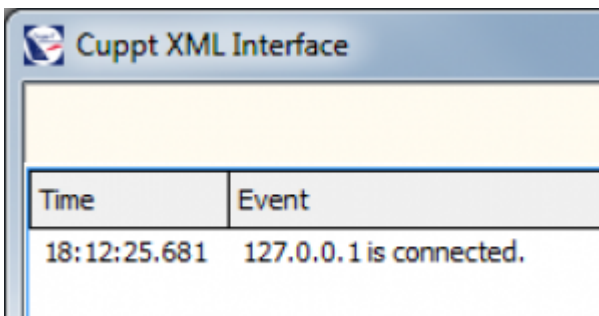 Cuppt XML Interface
Time Event
18:12:25.681 127.0.0.1 is connected.